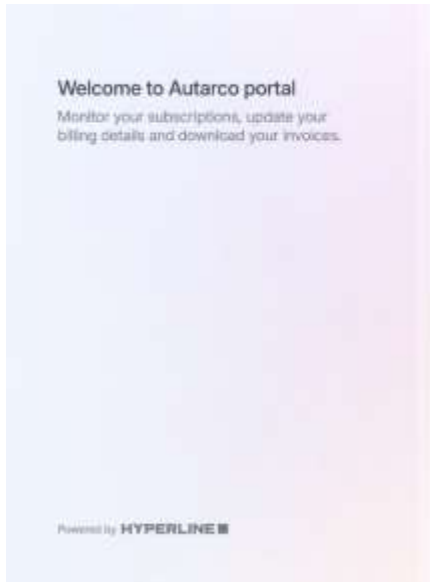 Welcome to Autarco portal
Monitor your subscriptions, update your
billing details and download your invoices.
Powered by HYPERLINE